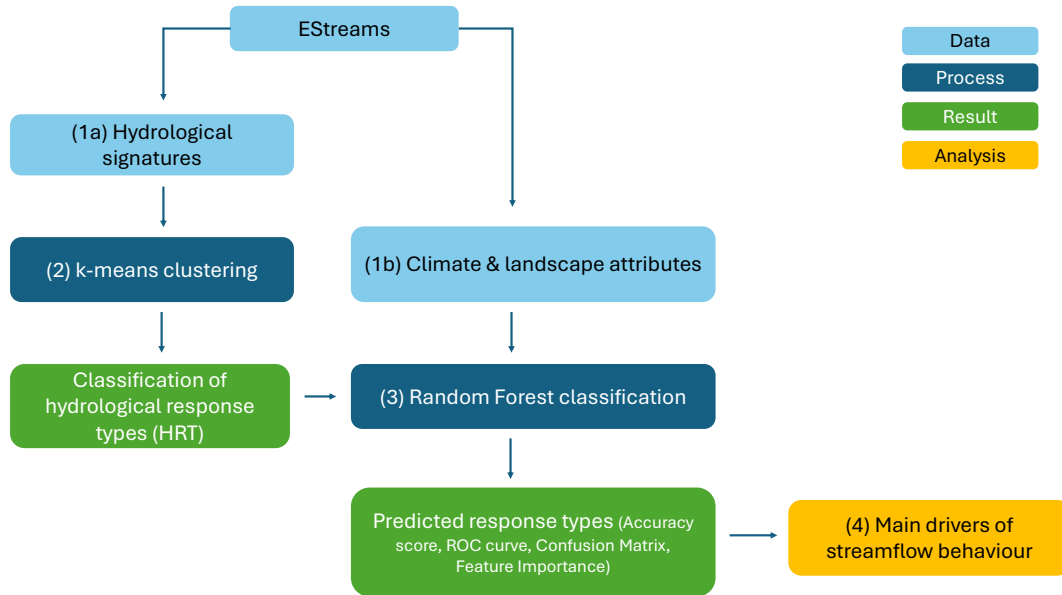 EStreams
Data
Process
Result
Analysis
(1a) Hydrological
signatures
(2) k-means clustering
(1b) Climate & landscape attributes
Classification of
hydrological response
types (HRT)
(3) Random Forest classification
Predicted response types (Accuracy
score, ROC curve, Confusion Matrix,
Feature Importance)
(4) Main drivers of
streamflow behaviour